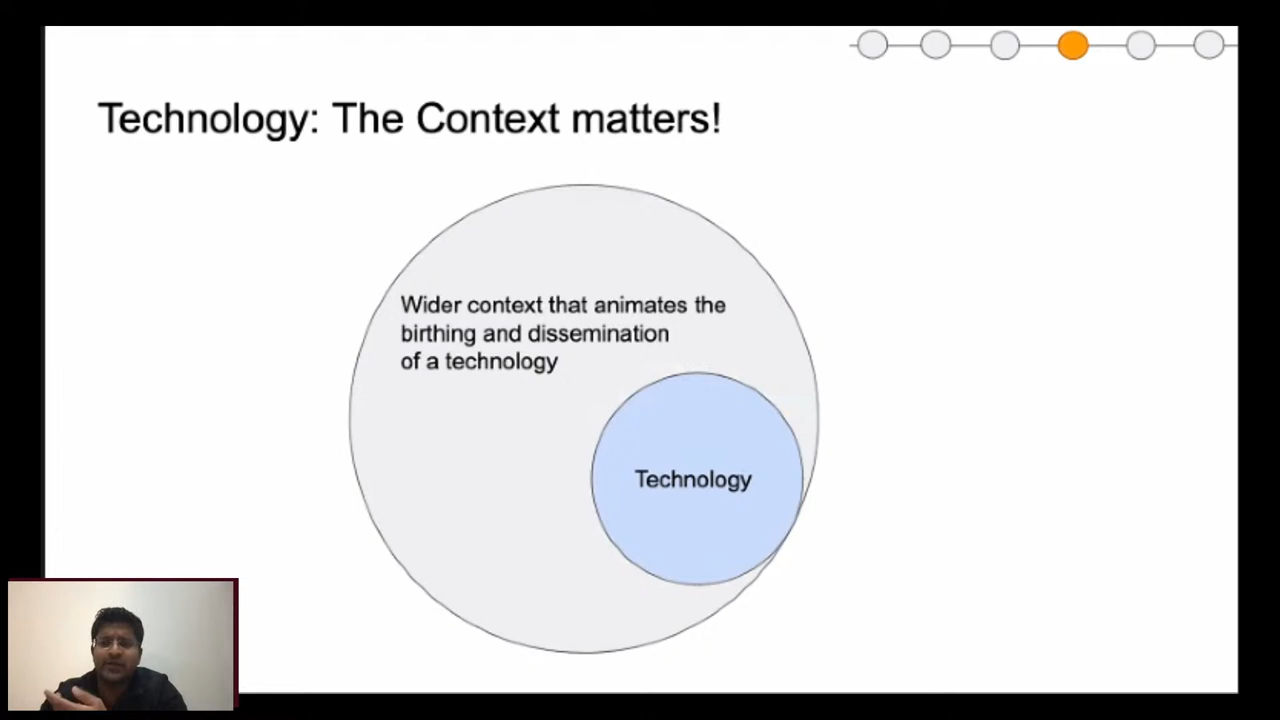 Technology: The Context matters!
Wider context that animates the
birthing and dissemination
of a technology
Technology